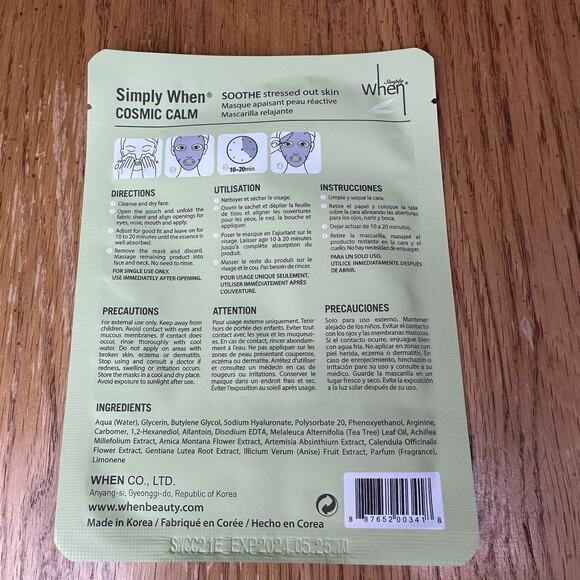 Simply When®
COSMIC CALM
SOOTHE stressed out skin
Masque apaisant peau réactive
Mascarilla relajante
Simply
When®
10~20min
DIRECTIONS
Cleanse and dry face.
Open the pouch and unfold the
fabric sheet and align openings for
eyes, nose, mouth and apply.
Adjust for good fit and leave on for
10 to 20 minutes until the essence is
well absorbed.
Remove the mask and discard.
Massage remaining product into
face and neck. No need to rinse.
FOR SINGLE USE ONLY.
USE IMMEDIATELY AFTER OPENING.
UTILISATION
Nettoyer et sécher le visage.
Ouvrir le sachet et déplier la feuille
de tissu et aligner les ouvertures
pour les yeux, le nez, la bouche et
appliquer.
Poser le masque en l'ajustant sur le
visage. Laisser agir 10 à 20 minutes
jusqu'à complète absorption du
produit.
Masser le reste du produit sur le
visage et le cou. Pas besoin de rincer.
POUR USAGE UNIQUE SEULEMENT.
UTILISER IMMÉDIATEMENT APRÈS
L'OUVERTURE.
INSTRUCCIONES
Limpie y seque la cara.
Retire el papel y coloque la tela
sobre la cara alineando las aberturas
para los ojos, nariz y boca.
Dejar actuar de 10 a 20 minutos.
Retire la mascarilla, masajé el
producto restante en la cara y el
cuello. No hay necesidad de enjuagar.
PARA UN SOLO USO.
UTILICE INMEDIATAMENTE DESPUÉS
DE ABRIR.
PRECAUTIONS
For external use only. Keep away from
children. Avoid contact with eyes and
mucous membranes. If contact does
occur, rinse thoroughly with cool
water. Do not apply on areas with
broken skin, eczema or dermatitis.
Stop using and consult a doctor if
redness, swelling or itching occurs.
Store the masks in a cool and dry place.
Avoid exposure to sunlight after use.
ATTENTION
Pour usage externe uniquement. Tenir
hors de portée des enfants. Eviter tout
contact avec les yeux et les muqueu-
ses. En cas de contact, rincer abondam-
ment à l'eau. Ne pas appliquer sur les
zones de peau présentant couperose,
eczéma ou dermatite. Arrêtez d'utiliser
et consultez un médecin en cas de
rougeurs ou irritations. Conserver le
masque dans un endroit frais et sec.
Éviter l'exposition au soleil après usage.
PRECAUCIONES
Solo para uso externo. Mantener
alejado de los niños. Evitar el contacto
con los ojos y las membranas mucosas.
Si el contacto ocurre, enjuague bien
con agua fría. No aplicar en zonas con
piel herida, eczema o dermatitis. En
caso de enrojecimiento, hinchazón o
irritación pare su uso y consulte a su
médico. Guarde la mascarilla en un
lugar fresco y seco. Evite la exposición
a la luz solar después de su uso.
INGREDIENTS
Aqua (Water), Glycerin, Butylene Glycol, Sodium Hyaluronate, Polysorbate 20, Phenoxyethanol, Arginine,
Carbomer, 1,2-Hexanediol, Allantoin, Disodium EDTA, Melaleuca Alternifolia (Tea Tree) Leaf Oil, Achillea
Millefolium Extract, Arnica Montana Flower Extract, Artemisia Absinthium Extract, Calendula Officinalis
Flower Extract, Gentiana Lutea Root Extract, Illicium Verum (Anise) Fruit Extract, Parfum (Fragrance),
Limonene
WHEN CO., LTD.
Anyang-si, Gyeonggi-do, Republic of Korea
www.whenbeauty.com
Made in Korea / Fabriqué en Corée / Hecho en Corea
8 87652 00341 8
SWCC21E EXP2024.05.25